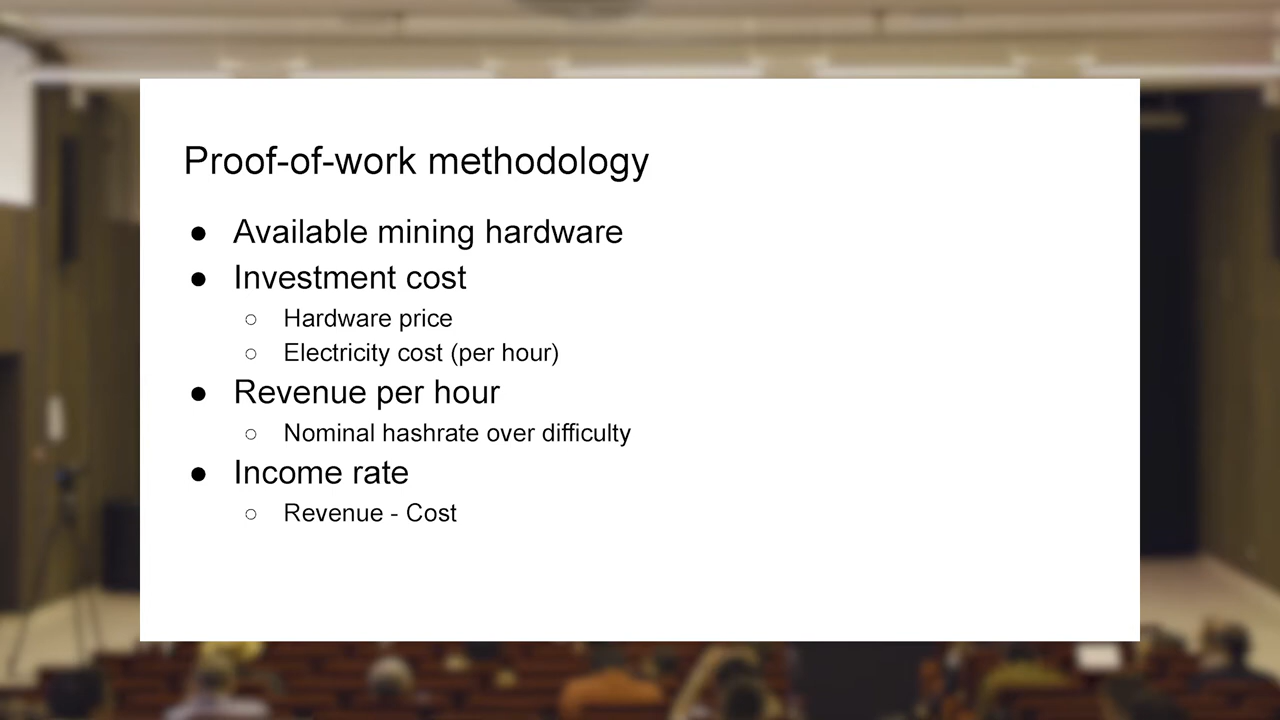 Proof-of-work methodology
● Available mining hardware
● Investment cost
○ Hardware price
○ Electricity cost (per hour)
● Revenue per hour
○ Nominal hashrate over difficulty
● Income rate
○ Revenue - Cost